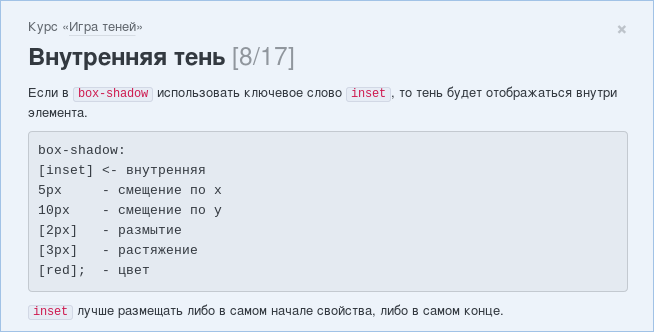 Курс «Игра теней»
×
Внутренняя тень [8/17]
Если в box-shadow использовать ключевое слово inset, то тень будет отображаться внутри
элемента.
box-shadow:
[inset] <- внутренняя
5px     - смещение по x
10px    - смещение по y
[2px]   - размытие
[3px]   - растяжение
[red];  - цвет
inset лучше размещать либо в самом начале свойства, либо в самом конце.